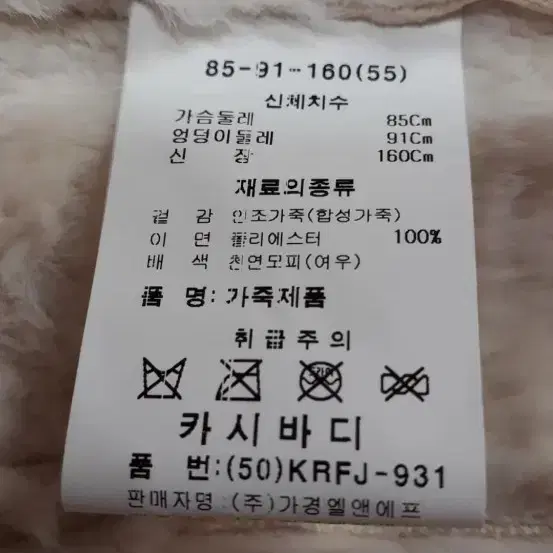 85-91-160(55)
신체치수
가슴둘레 85Cm
엉덩이둘레 91Cm
신 장 160Cm
재료의종류
겉 감 인조가죽(합성가죽)
이 면 폴리에스터 100%
배 색 천연모피(여우)
품 명: 가죽제품
취급주의
카시바디
품 번:(50)KRFJ-931
판매자명 :(주)가경엘앤에프